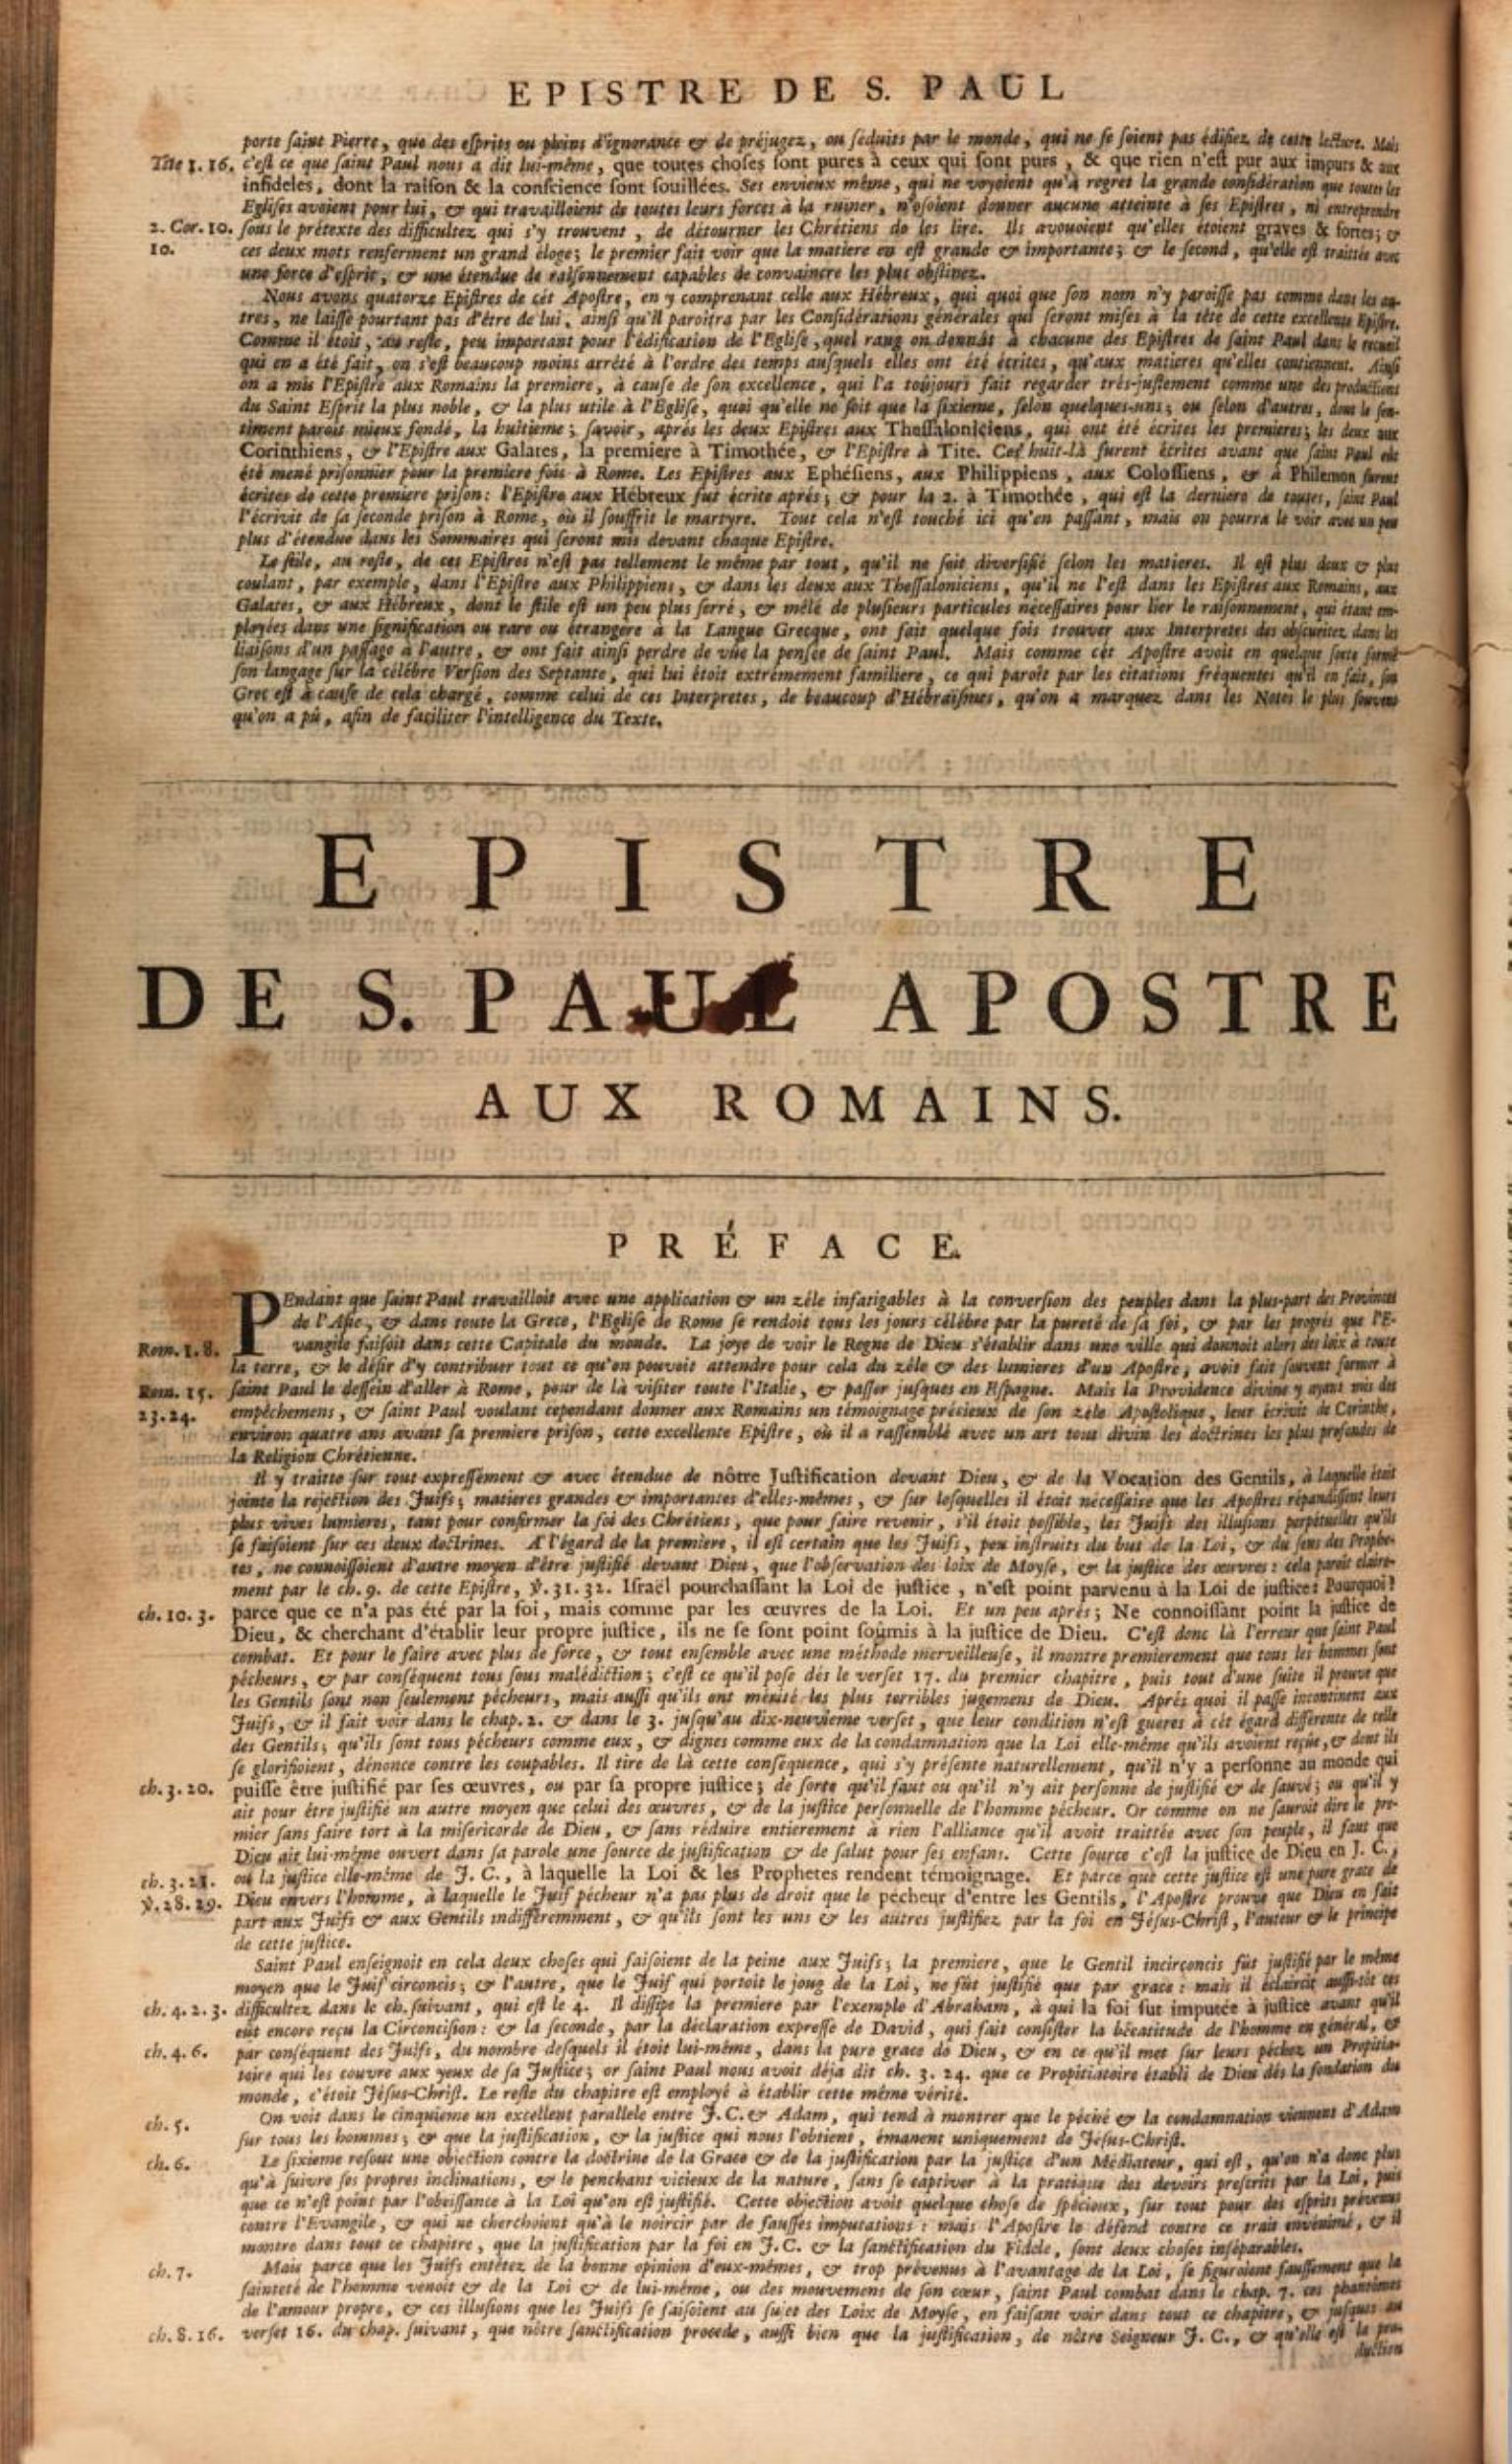 EPISTRE DE S. PAUL
porte saint Pierre, que des esprits ou pleins d'ignorance & de préjugez, ou séduits par le monde, qui ne se soient pas édifiez de cette lecture. Mais
Tite 1. 16. c'est ce que saint Paul nous a dit lui-même, que toutes choses sont pures à ceux qui sont purs, & que rien n'est pur aux impurs & aux
infideles, dont la raison & la conscience sont souillées. Ses envieux même, qui ne voyoient qu'à regret la grande considération que toutes les
Eglises avoient pour lui, & qui travailloient de toutes leurs forces à la ruiner, n'osoient donner aucune atteinte à ses Epistres, ni entreprendre
2. Cor. 10. sous le prétexte des difficultez qui s'y trouvent, de détourner les Chrétiens de les lire. Ils avouoient qu'elles étoient graves & fortes; &
10. ces deux mots renferment un grand éloge; le premier fait voir que la matiere en est grande & importante; & le second, qu'elle est traittée avec
une force d'esprit, & une étendue de raisonnement capables de convaincre les plus obstinez.
Nous avons quatorze Epistres de cét Apostre, en y comprenant celle aux Hébreux, qui quoi que son nom n'y paroisse pas comme dans les au-
tres, ne laisse pourtant pas d'être de lui, ainsi qu'il paroîtra par les Considérations générales qui seront mises à la tête de cette excellente Epistre.
Comme il étoit, au reste, peu important pour l'édification de l'Eglise, quel rang on donnât à chacune des Epistres de saint Paul dans le recueil
qui en a été fait, on s'est beaucoup moins arrêté à l'ordre des temps ausquels elles ont été écrites, qu'aux matieres qu'elles contiennent. Ainsi
on a mis l'Epistre aux Romains la premiere, à cause de son excellence, qui l'a toûjours fait regarder trés-justement comme une des productions
du Saint Esprit la plus noble, & la plus utile à l'Eglise, quoi qu'elle ne soit que la sixieme, selon quelques-uns; ou selon d'autres, dont le sen-
timent paroit mieux fondé, la huitieme; savoir, aprés les deux Epistres aux Thessaloniciens, qui ont été écrites les premieres; les deux aux
Corinthiens, & l'Epistre aux Galates, la premiere à Timothée, & l'Epistre à Tite. Ces huit-là furent écrites avant que saint Paul eût
été mené prisonnier pour la premiere fois à Rome. Les Epistres aux Ephésiens, aux Philippiens, aux Colossiens, & à Philemon furent
écrites de cette premiere prison: l'Epistre aux Hébreux fut écrite aprés; & pour la 2. à Timothée, qui est la derniere de toutes, saint Paul
l'écrivit de sa seconde prison à Rome, où il souffrit le martyre. Tout cela n'est touché ici qu'en passant, mais on pourra le voir avec un peu
plus d'étendue dans les Sommaires qui seront mis devant chaque Epistre.
Le stile, au reste, de ces Epistres n'est pas tellement le même par tout, qu'il ne soit diversifié selon les matieres. Il est plus doux & plus
coulant, par exemple, dans l'Epistre aux Philippiens, & dans les deux aux Thessaloniciens, qu'il ne l'est dans les Epistres aux Romains, aux
Galates, & aux Hébreux, dont le stile est un peu plus serré, & mêlé de plusieurs particules nécessaires pour lier le raisonnement, qui étant em-
ployées dans une signification ou rare ou étrangere à la Langue Grecque, ont fait quelque fois trouver aux Interpretes des obscuritez dans les
liaisons d'un passage à l'autre, & ont fait ainsi perdre de vûe la pensée de saint Paul. Mais comme cét Apostre avoit en quelque sorte formé
son langage sur la célébre Version des Septante, qui lui étoit extrêmement familiere, ce qui paroît par les citations fréquentes qu'il en fait, son
Grec est à cause de cela chargé, comme celui de ces Interpretes, de beaucoup d'Hébraïsmes, qu'on a marquez dans les Notes le plus souvent
qu'on a pû, afin de faciliter l'intelligence du Texte.
EPISTRE
DE S. PAUL APOSTRE
AUX ROMAINS.
PRÉFACE.
PEndant que saint Paul travailloit avec une application & un zéle infatigables à la conversion des peuples dans la plus-part des Provinces
de l'Asie, & dans toute la Grece, l'Eglise de Rome se rendoit tous les jours célébre par la pureté de sa foi, & par les progrés que l'E-
Rom. 1. 8. vangile faisoit dans cette Capitale du monde. La joye de voir le Regne de Dieu s'établir dans une ville qui donnoit alors des loix à toute
la terre, & le désir d'y contribuer tout ce qu'on pouvoit attendre pour cela du zéle & des lumieres d'un Apostre, avoit fait souvent former à
Rom. 15. saint Paul le dessein d'aller à Rome, pour de là visiter toute l'Italie, & passer jusques en Espagne. Mais la Providence divine y ayant mis des
23.24. empêchemens, & saint Paul voulant cependant donner aux Romains un témoignage précieux de son zéle Apostolique, leur écrivit de Corinthe,
environ quatre ans avant sa premiere prison, cette excellente Epistre, où il a rassemblé avec un art tout divin les doctrines les plus profondes de
la Religion Chrétienne.
Il y traitte sur tout expressément & avec étendue de nôtre Justification devant Dieu, & de la Vocation des Gentils, à laquelle étoit
jointe la rejection des Juifs; matieres grandes & importantes d'elles-mêmes, & sur lesquelles il étoit nécessaire que les Apostres répandissent leurs
plus vives lumieres, tant pour confirmer la foi des Chrétiens, que pour faire revenir, s'il étoit possible, les Juifs des illusions perpétuelles qu'ils
se faisoient sur ces deux doctrines. A l'égard de la premiere, il est certain que les Juifs, peu instruits du but de la Loi, & du sens des Prophe-
tes, ne connoissoient d'autre moyen d'être justifié devant Dieu, que l'observation des loix de Moyse, & la justice des œuvres: cela paroit claire-
ment par le ch. 9. de cette Epistre, ℣. 31. 32. Israël pourchassant la Loi de justice, n'est point parvenu à la Loi de justice: Pourquoi?
ch. 10. 3. parce que ce n'a pas été par la foi, mais comme par les œuvres de la Loi. Et un peu aprés; Ne connoissant point la justice de
Dieu, & cherchant d'établir leur propre justice, ils ne se sont point soûmis à la justice de Dieu. C'est donc là l'erreur que saint Paul
combat. Et pour le faire avec plus de force, & tout ensemble avec une méthode merveilleuse, il montre premierement que tous les hommes sont
pécheurs, & par conséquent tous sous malédiction; c'est ce qu'il pose dés le verset 17. du premier chapitre, puis tout d'une suite il prouve que
les Gentils sont non seulement pécheurs, mais aussi qu'ils ont mérité les plus terribles jugemens de Dieu. Aprés quoi il passe incontinent aux
Juifs, & il fait voir dans le chap. 2. & dans le 3. jusqu'au dix-neuvieme verset, que leur condition n'est gueres à cét égard différente de celle
des Gentils; qu'ils sont tous pécheurs comme eux, & dignes comme eux de la condamnation que la Loi elle-même qu'ils avoient reçûe, & dont ils
se glorifioient, dénonce contre les coupables. Il tire de là cette conséquence, qui s'y présente naturellement, qu'il n'y a personne au monde qui
ch. 3. 20. puisse être justifié par ses œuvres, ou par sa propre justice; de sorte qu'il faut ou qu'il n'y ait personne de justifié & de sauvé; ou qu'il y
ait pour être justifié un autre moyen que celui des œuvres, & de la justice personnelle de l'homme pécheur. Or comme on ne sauroit dire le pre-
mier sans faire tort à la misericorde de Dieu, & sans réduire entierement à rien l'alliance qu'il avoit traittée avec son peuple, il faut que
Dieu ait lui-même ouvert dans sa parole une source de justification & de salut pour ses enfans. Cette source c'est la justice de Dieu en J. C.,
ch. 3. 21. ou la justice elle-même de J. C., à laquelle la Loi & les Prophetes rendent témoignage. Et parce que cette justice est une pure grace de
℣. 28. 29. Dieu envers l'homme, à laquelle le Juif pécheur n'a pas plus de droit que le pécheur d'entre les Gentils, l'Apostre prouve que Dieu en fait
part aux Juifs & aux Gentils indifféremment, & qu'ils sont les uns & les autres justifiez par la foi en Jésus-Christ, l'auteur & le principe
de cette justice.
Saint Paul enseignoit en cela deux choses qui faisoient de la peine aux Juifs; la premiere, que le Gentil incirconcis fût justifié par le même
moyen que le Juif circoncis; & l'autre, que le Juif qui portoit le joug de la Loi, ne fût justifié que par grace: mais il éclaircit aussi-tôt ces
ch. 4. 2. 3. difficultez dans le ch. suivant, qui est le 4. Il dissipe la premiere par l'exemple d'Abraham, à qui la foi fut imputée à justice avant qu'il
eût encore reçu la Circoncision: & la seconde, par la déclaration expresse de David, qui fait consister la béatitude de l'homme en général, &
ch. 4. 6. par conséquent des Juifs, du nombre desquels il étoit lui-même, dans la pure grace de Dieu, & en ce qu'il met sur leurs péchez un Propitia-
toire qui les couvre aux yeux de sa Justice; or saint Paul nous avoit déja dit ch. 3. 24. que ce Propitiatoire établi de Dieu dés la fondation du
monde, c'étoit Jésus-Christ. Le reste du chapitre est employé à établir cette même vérité.
ch. 5. On voit dans le cinquieme un excellent parallele entre J. C. & Adam, qui tend à montrer que le péché & la condamnation viennent d'Adam
sur tous les hommes; & que la justification, & la justice qui nous l'obtient, émanent uniquement de Jésus-Christ.
ch. 6. Le sixieme resout une objection contre la doctrine de la Grace & de la justification par la justice d'un Médiateur, qui est, qu'on n'a donc plus
qu'à suivre ses propres inclinations, & le penchant vicieux de la nature, sans se captiver à la pratique des devoirs prescrits par la Loi, puis
que ce n'est point par l'obeissance à la Loi qu'on est justifié. Cette objection avoit quelque chose de spécieux, sur tout pour des esprits prévenus
contre l'Evangile, & qui ne cherchoient qu'à le noircir par de fausses imputations: mais l'Apostre le défend contre ce trait envenimé, & il
montre dans tout ce chapitre, que la justification par la foi en J. C. & la sanctification du Fidele, sont deux choses inséparables.
ch. 7. Mais parce que les Juifs entêtez de la bonne opinion d'eux-mêmes, & trop prévenus à l'avantage de la Loi, se figuroient faussement que la
sainteté de l'homme venoit & de la Loi & de lui-même, ou des mouvemens de son cœur, saint Paul combat dans le chap. 7. ces phantômes
de l'amour propre, & ces illusions que les Juifs se faisoient au sujet des Loix de Moyse, en faisant voir dans tout ce chapitre, & jusques au
ch. 8. 16. verset 16. du chap. suivant, que nôtre sanctification procede, aussi bien que la justification, de nôtre Seigneur J. C., & qu'elle est la pro-
duction